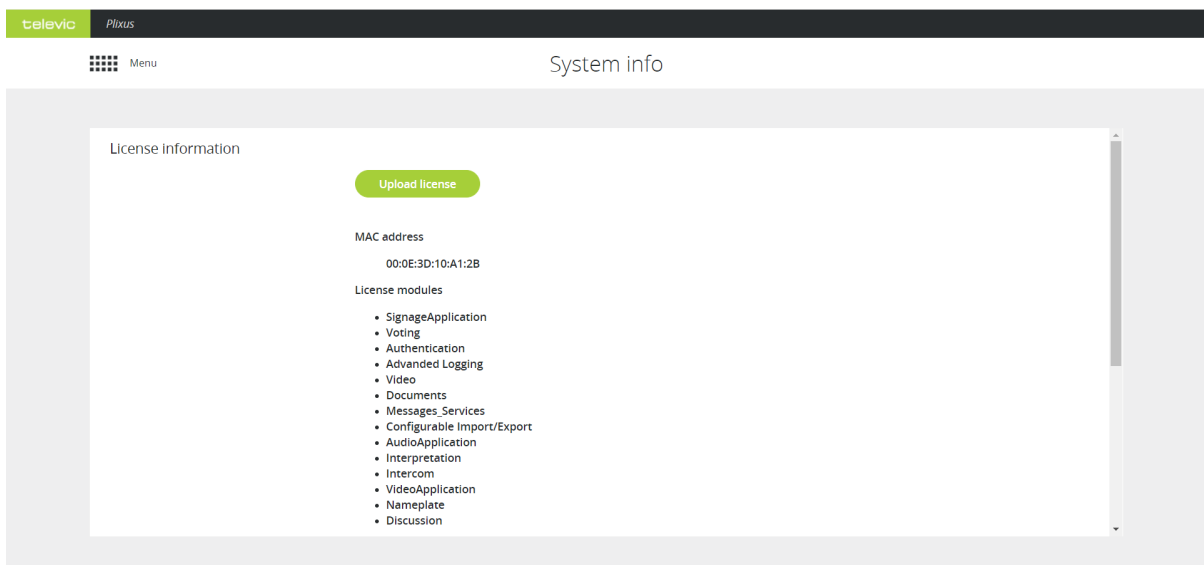 televic Plixus
Menu System info
License information
Upload license
MAC address
00:0E:3D:10:A1:2B
License modules
• SignageApplication
• Voting
• Authentication
• Advanded Logging
• Video
• Documents
• Messages_Services
• Configurable Import/Export
• AudioApplication
• Interpretation
• Intercom
• VideoApplication
• Nameplate
• Discussion